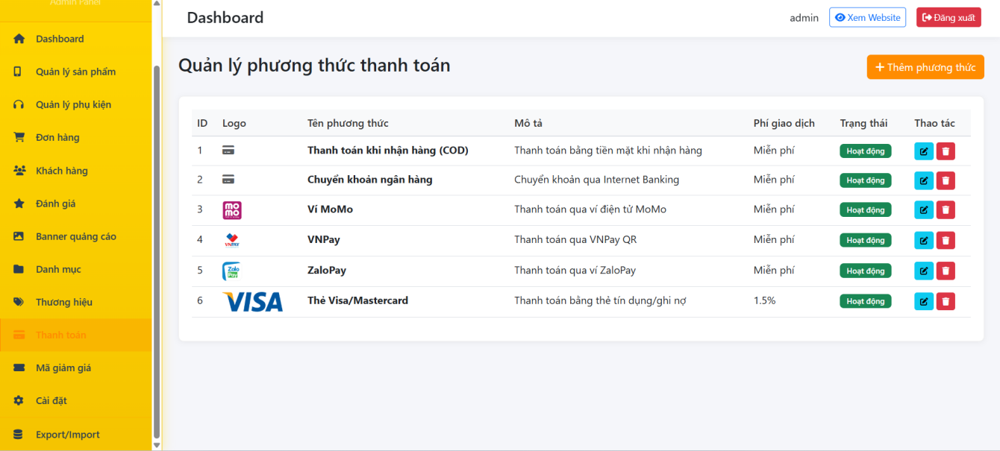 Admin Panel
Dashboard
Quản lý sản phẩm
Quản lý phụ kiện
Đơn hàng
Khách hàng
Đánh giá
Banner quảng cáo
Danh mục
Thương hiệu
Thanh toán
Mã giảm giá
Cài đặt
Export/Import
Dashboard
admin Xem Website Đăng xuất
Quản lý phương thức thanh toán
Thêm phương thức
ID Logo Tên phương thức Mô tả Phí giao dịch Trạng thái Thao tác
1 Thanh toán khi nhận hàng (COD) Thanh toán bằng tiền mặt khi nhận hàng Miễn phí Hoạt động
2 Chuyển khoản ngân hàng Chuyển khoản qua Internet Banking Miễn phí Hoạt động
3 momo Ví MoMo Thanh toán qua ví điện tử MoMo Miễn phí Hoạt động
4 VNPAY VNPay Thanh toán qua VNPay QR Miễn phí Hoạt động
5 Zalo Pay ZaloPay Thanh toán qua ví ZaloPay Miễn phí Hoạt động
6 VISA Thẻ Visa/Mastercard Thanh toán bằng thẻ tín dụng/ghi nợ 1.5% Hoạt động